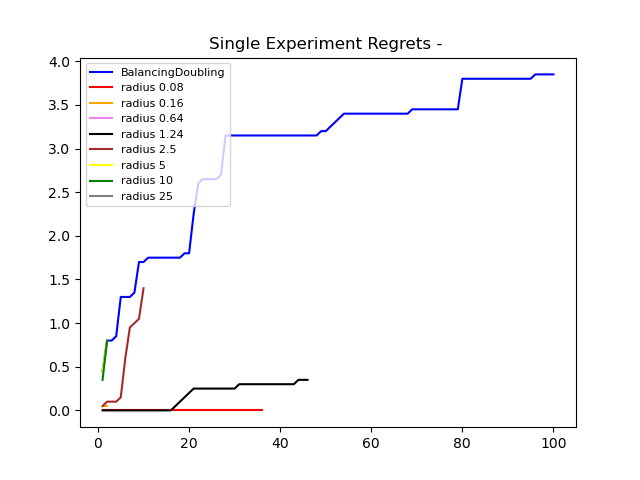 Single Experiment Regrets -
4.0
3.5
3.0
2.5
2.0
1.5
1.0
0.5
0.0
BalancingDoubling
radius 0.08
radius 0.16
radius 0.64
radius 1.24
radius 2.5
radius 5
radius 10
radius 25
0 20 40 60 80 100